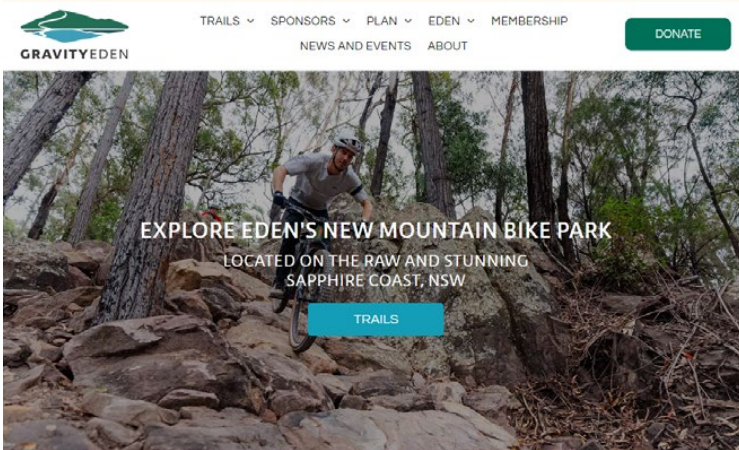 GRAVITYEDEN
TRAILS SPONSORS PLAN EDEN MEMBERSHIP
NEWS AND EVENTS ABOUT
DONATE
EXPLORE EDEN'S NEW MOUNTAIN BIKE PARK
LOCATED ON THE RAW AND STUNNING
SAPPHIRE COAST, NSW
TRAILS